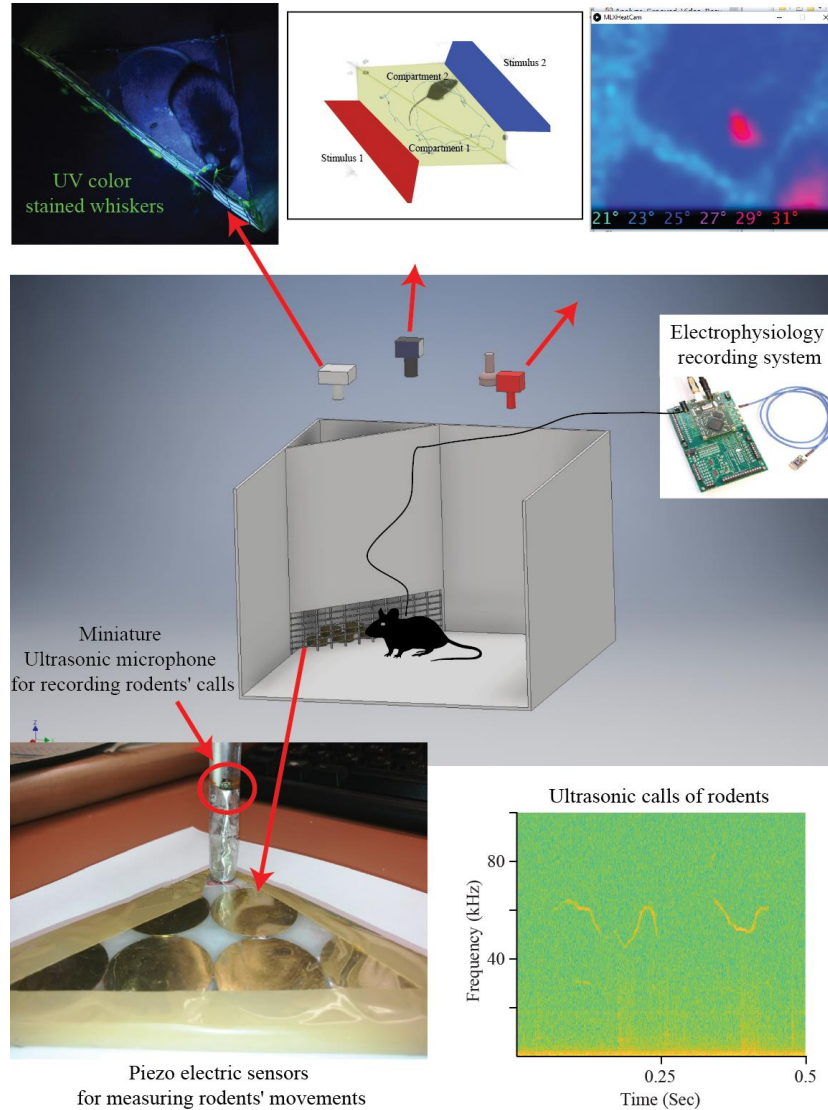 MLXHeatCam
UV color
stained whiskers
Stimulus 2
Compartment 2
Compartment 1
Stimulus 1
21° 23° 25° 27° 29° 31°
Electrophysiology
recording system
Miniature
Ultrasonic microphone
for recording rodents' calls
Piezo electric sensors
for measuring rodents' movements
Ultrasonic calls of rodents
80
40
Frequency (kHz)
0.25
0.5
Time (Sec)